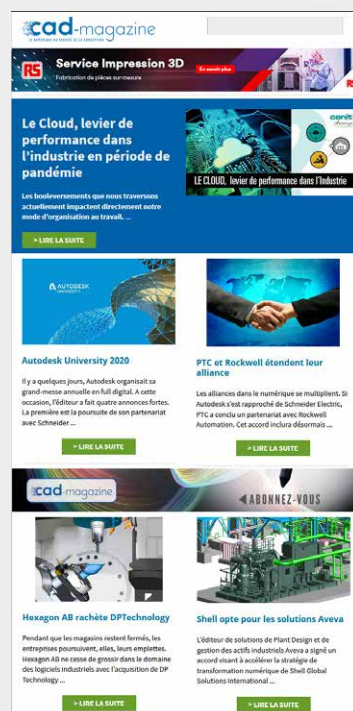 cad-magazine
LE MAGAZINE AU SERVICE DE LA CONCEPTION
RS
Service Impression 3D
Fabrication de pièces sur-mesure
En savoir plus
RS
Le Cloud, levier de
performance dans
l'industrie en période de
pandémie
Les bouleversements que nous traversons
actuellement impactent directement notre
mode d'organisation au travail. ...
> LIRE LA SUITE
cenit
LE CLOUD, levier de performance dans l'Industrie
AUTODESK
UNIVERSITY
Autodesk University 2020
Il y a quelques jours, Autodesk organisait sa
grand-messe annuelle en full digital. A cette
occasion, l'éditeur a fait quatre annonces fortes.
La première est la poursuite de son partenariat
avec Schneider ...
> LIRE LA SUITE
PTC et Rockwell étendent leur
alliance
Les alliances dans le numérique se multiplient. Si
Autodesk s'est rapproché de Schneider Electric,
PTC a conclu un partenariat avec Rockwell
Automation. Cet accord inclura désormais ...
> LIRE LA SUITE
cad-magazine
ABONNEZ-VOUS
Hexagon AB rachète DPTechnology
Pendant que les magasins restent fermés, les
entreprises poursuivent, elles, leurs emplettes.
Hexagon AB ne cesse de grossir dans le domaine
des logiciels industriels avec l'acquisition de DP
Technology ...
> LIRE LA SUITE
Shell opte pour les solutions Aveva
L'éditeur de solutions de Plant Design et de
gestion des actifs industriels Aveva a signé un
accord visant à accélérer la stratégie de
transformation numérique de Shell Global
Solutions International ...
> LIRE LA SUITE